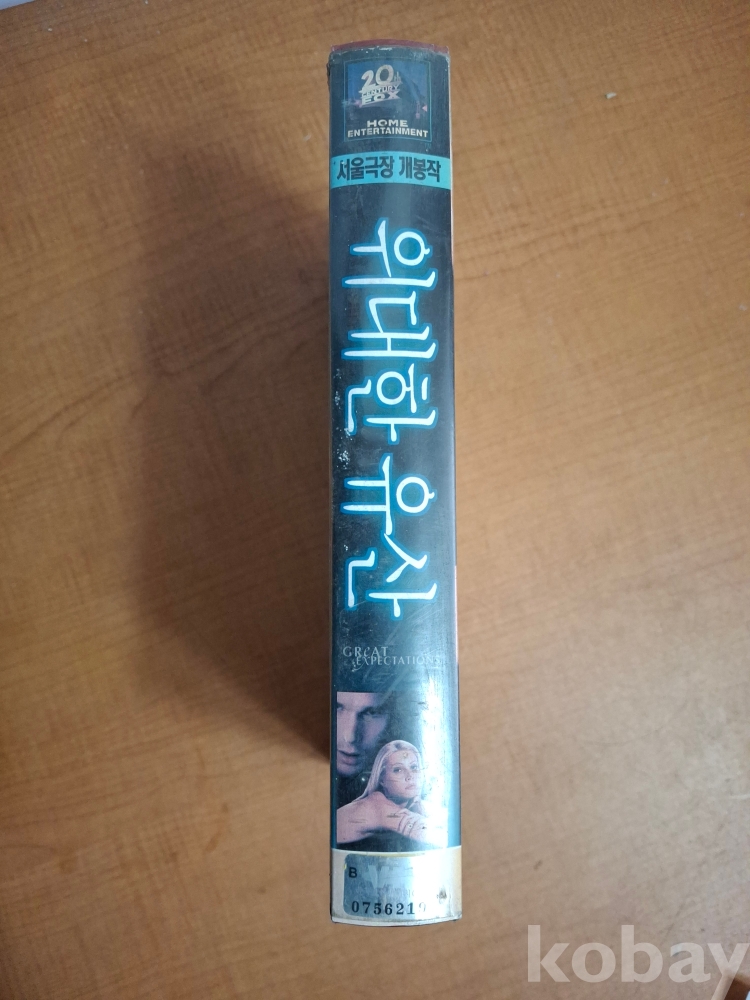 20th
CENTURY
FOX
HOME
ENTERTAINMENT
서울극장 개봉작
위대한 유산
GREAT
EXPECTATIONS
B
kobay